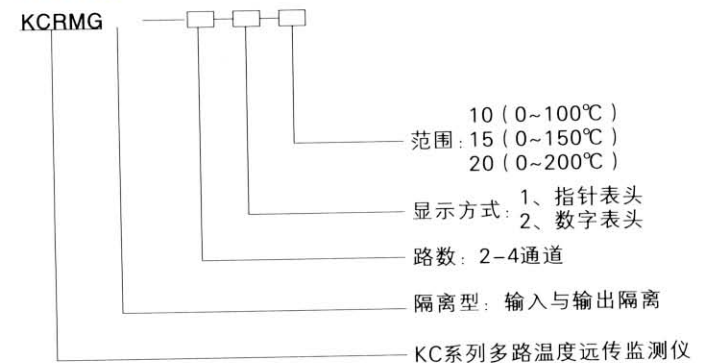 KCRMG
10（0~100℃）
范围：15（0~150℃）
20（0~200℃）
显示方式：1、指针表头
2、数字表头
路数：2-4通道
隔离型：输入与输出隔离
KC系列多路温度远传监测仪